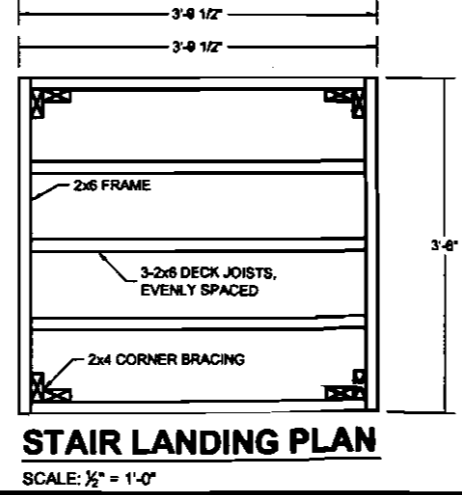 3'-9 1/2"
3'-9 1/2"
2x6 FRAME
3'-6"
3-2x6 DECK JOISTS,
EVENLY SPACED
2x4 CORNER BRACING
STAIR LANDING PLAN
SCALE: ½" = 1'-0"